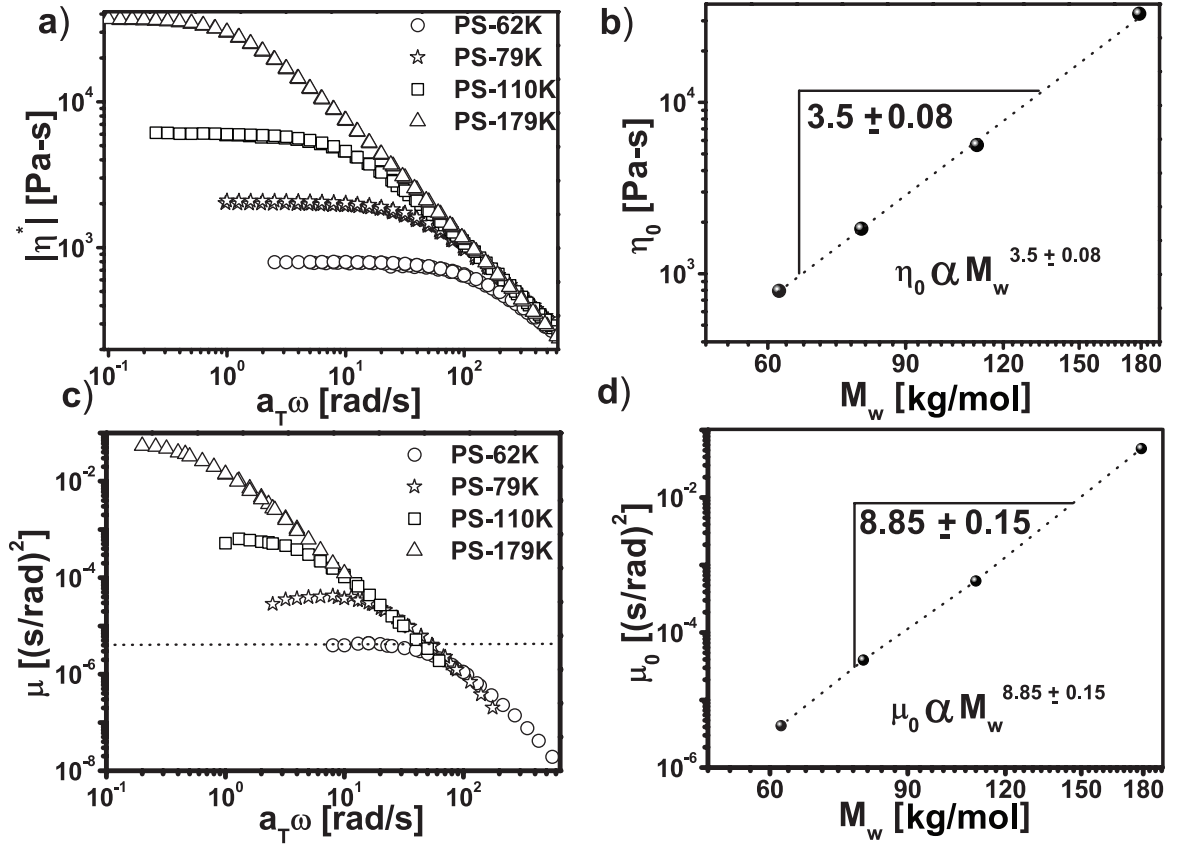 a)
PS-62K
PS-79K
PS-110K
PS-179K
10^4
10^3
|η*| [Pa-s]
10^-1 10^0 10^1 10^2
a_T ω [rad/s]
b)
3.5 ± 0.08
η_0 α M_w^3.5 ± 0.08
10^4
10^3
η_0 [Pa-s]
60 90 120 150 180
M_w [kg/mol]
c)
PS-62K
PS-79K
PS-110K
PS-179K
10^-2
10^-4
10^-6
10^-8
μ [(s/rad)^2
10^-1 10^0 10^1 10^2
a_T ω [rad/s]
d)
8.85 ± 0.15
μ_0 α M_w^8.85 ± 0.15
10^-2
10^-4
10^-6
μ_0 [(s/rad)^2
60 90 120 150 180
M_w [kg/mol]